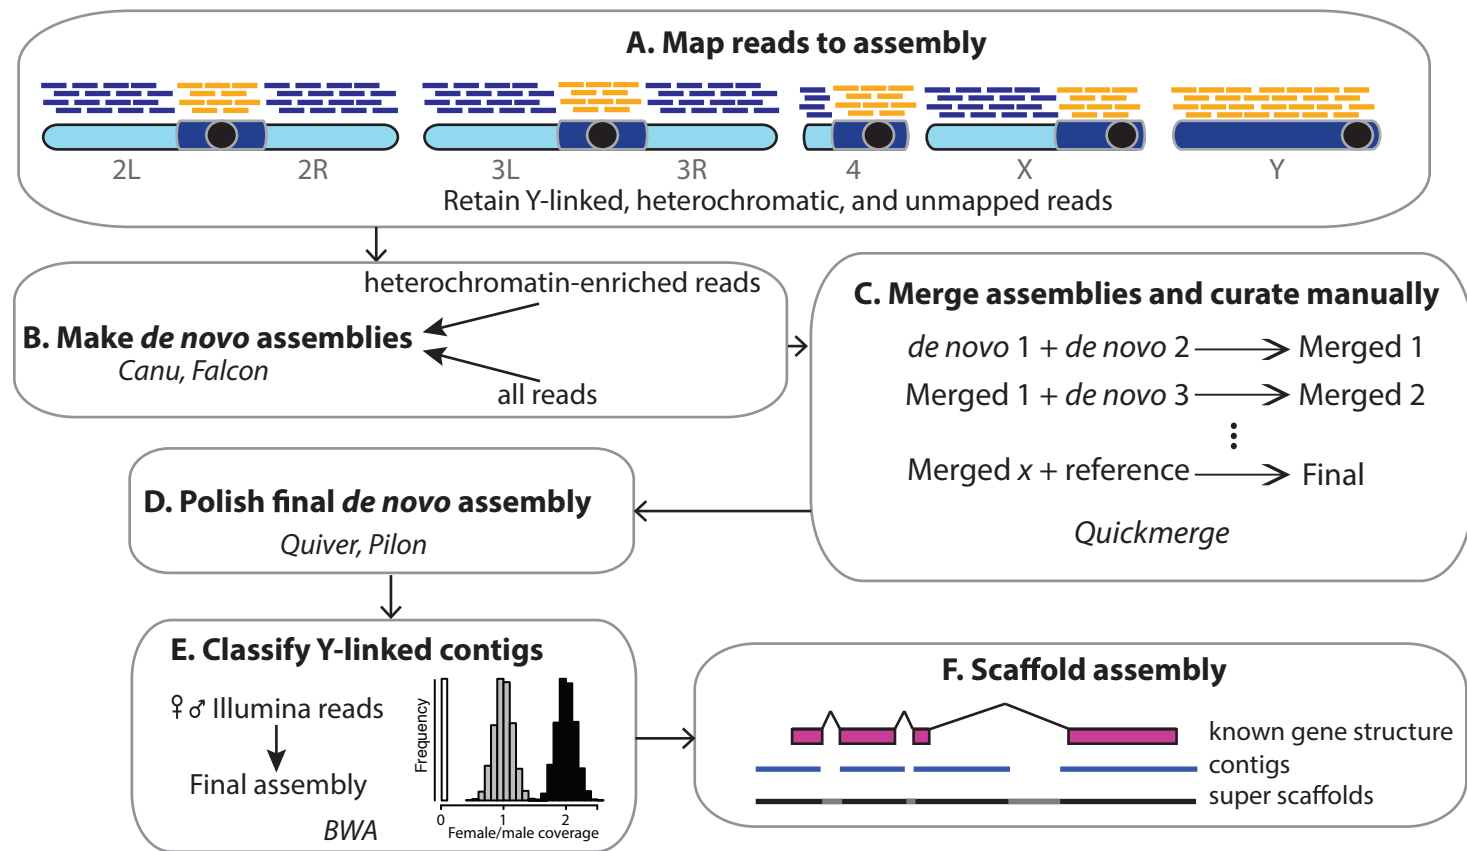 A. Map reads to assembly
2L 2R 3L 3R 4 X Y
Retain Y-linked, heterochromatic, and unmapped reads
heterochromatin-enriched reads
B. Make de novo assemblies
Canu, Falcon
all reads
C. Merge assemblies and curate manually
de novo 1 + de novo 2 Merged 1
Merged 1 + de novo 3 Merged 2
Merged x + reference Final
Quickmerge
D. Polish final de novo assembly
Quiver, Pilon
E. Classify Y-linked contigs
♀♂ Illumina reads
Final assembly
BWA
Frequency
0 1 2
Female/male coverage
F. Scaffold assembly
known gene structure
contigs
super scaffolds